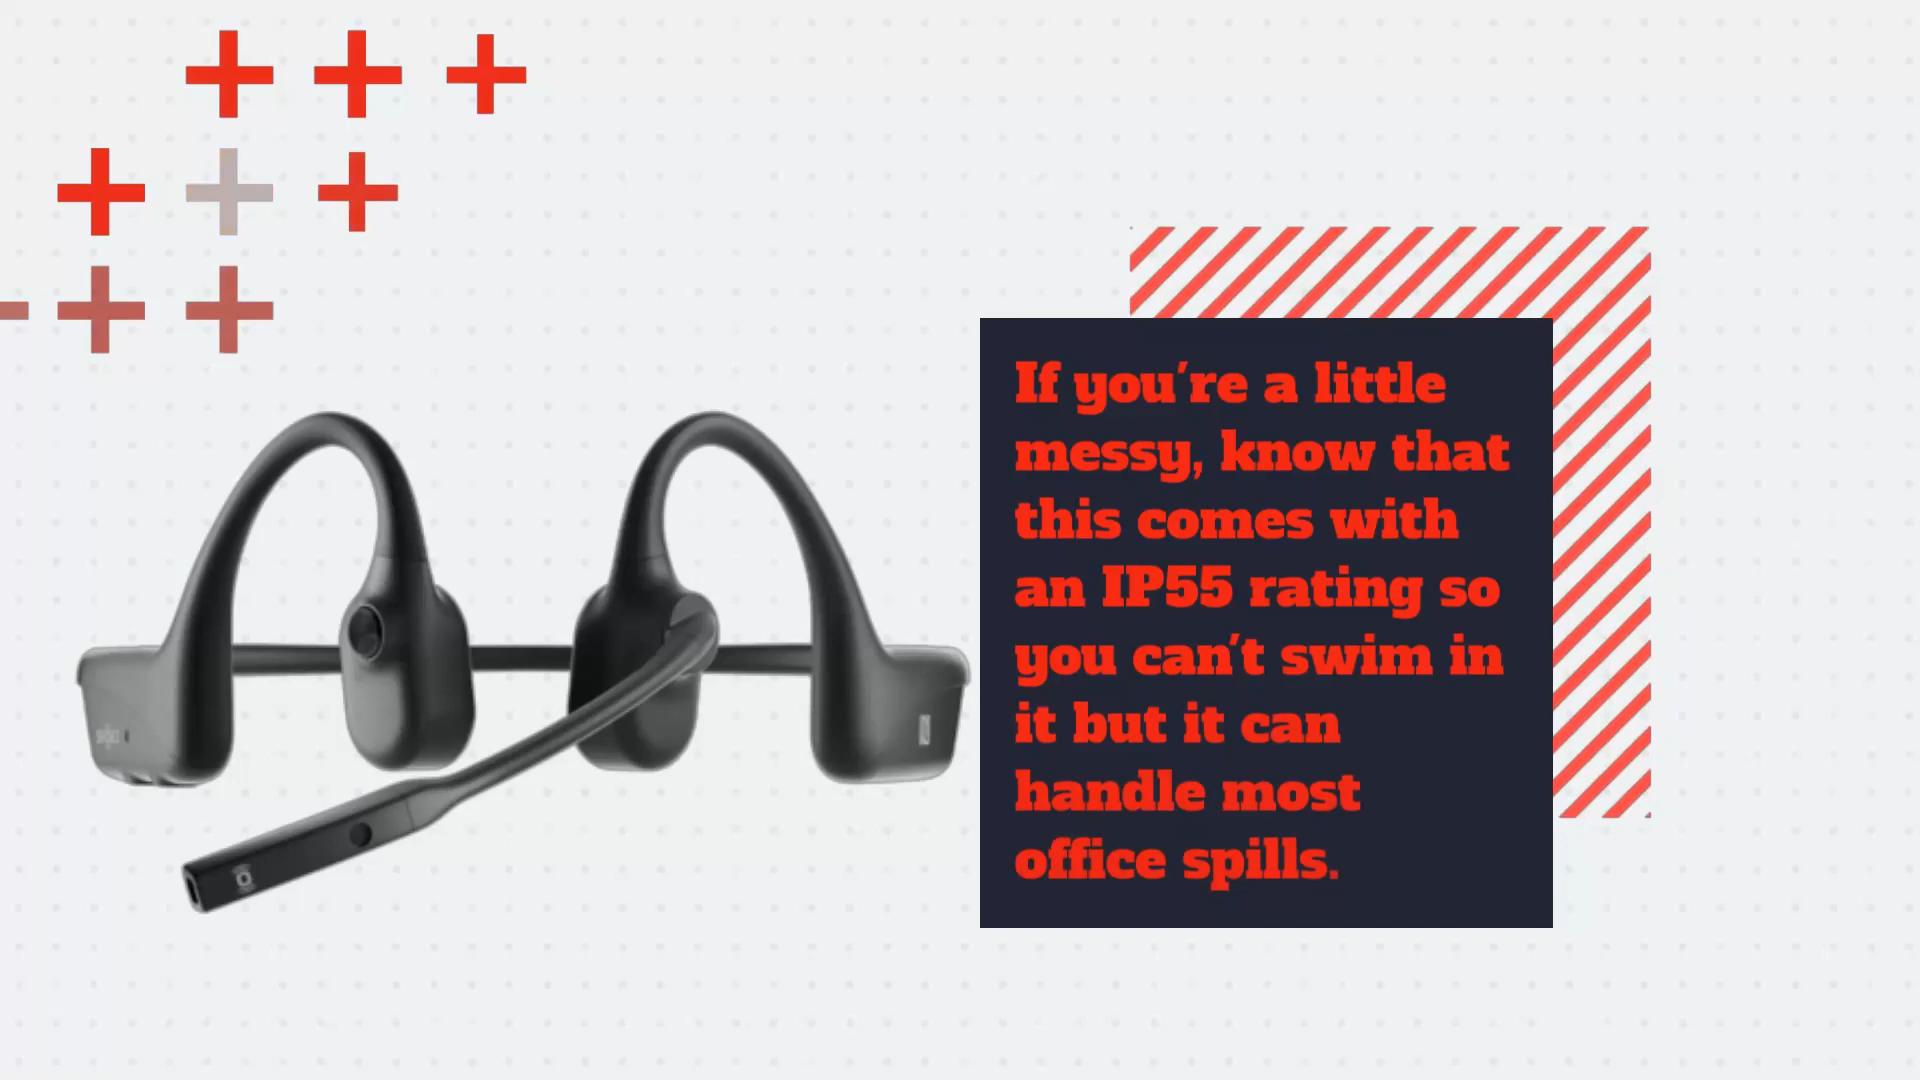 If you're a little
messy, know that
this comes with
an IP55 rating so
you can't swim in
it but it can
handle most
office spills.